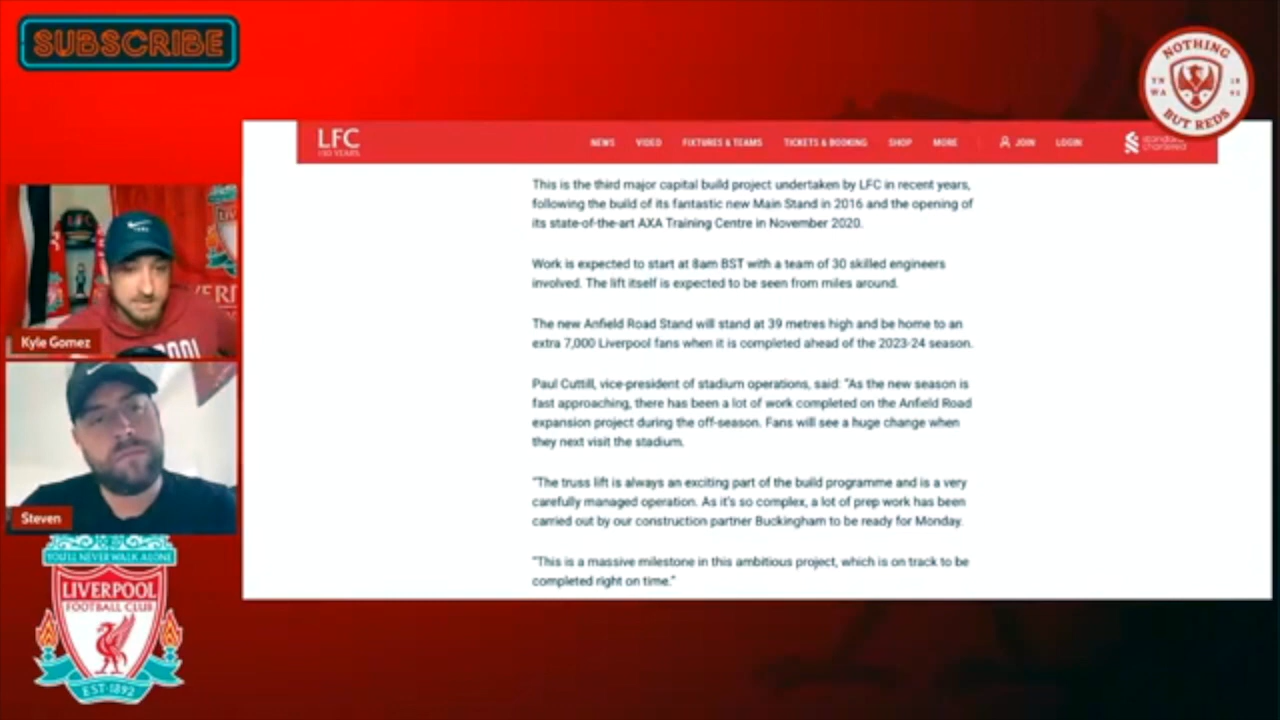 SUBSCRIBE
NOTHING
YN WA
18 92
BUT REDS
LFC
NEWS VIDEO FIXTURES & TEAMS TICKETS & BOOKING SHOP MORE JOIN LOGIN
standard
chartered
This is the third major capital build project undertaken by LFC in recent years,
following the build of its fantastic new Main Stand in 2016 and the opening of
its state-of-the-art AXA Training Centre in November 2020.
Work is expected to start at 8am BST with a team of 30 skilled engineers
involved. The lift itself is expected to be seen from miles around.
The new Anfield Road Stand will stand at 39 metres high and be home to an
extra 7,000 Liverpool fans when it is completed ahead of the 2023-24 season.
Paul Cuttill, vice-president of stadium operations, said: “As the new season is
fast approaching, there has been a lot of work completed on the Anfield Road
expansion project during the off-season. Fans will see a huge change when
they next visit the stadium.
“The truss lift is always an exciting part of the build programme and is a very
carefully managed operation. As it’s so complex, a lot of prep work has been
carried out by our construction partner Buckingham to be ready for Monday.
“This is a massive milestone in this ambitious project, which is on track to be
completed right on time.”
Kyle Gomez
Steven
YOU'LL NEVER WALK ALONE
LIVERPOOL
FOOTBALL CLUB
EST·1892